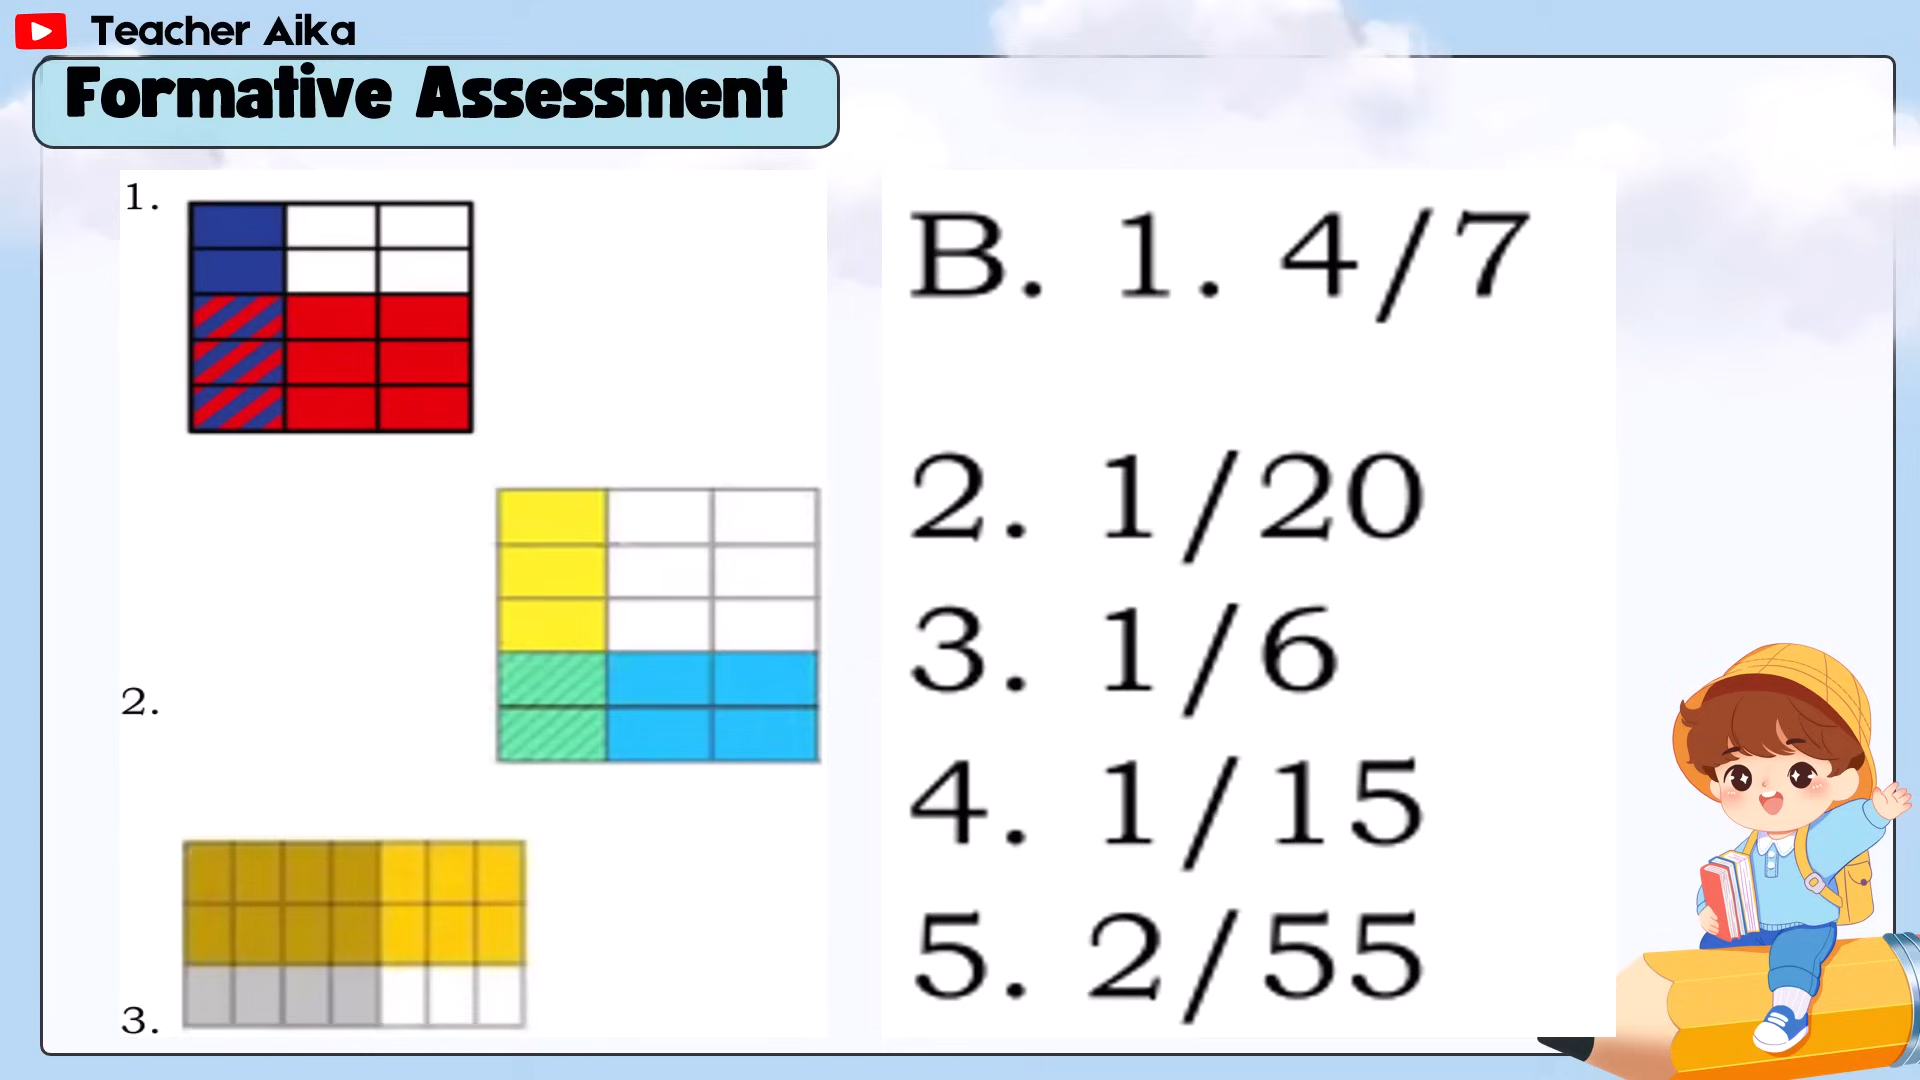 Teacher Aika
Formative Assessment
1.
2.
3.
B. 1. 4/7
2. 1/20
3. 1/6
4. 1/15
5. 2/55